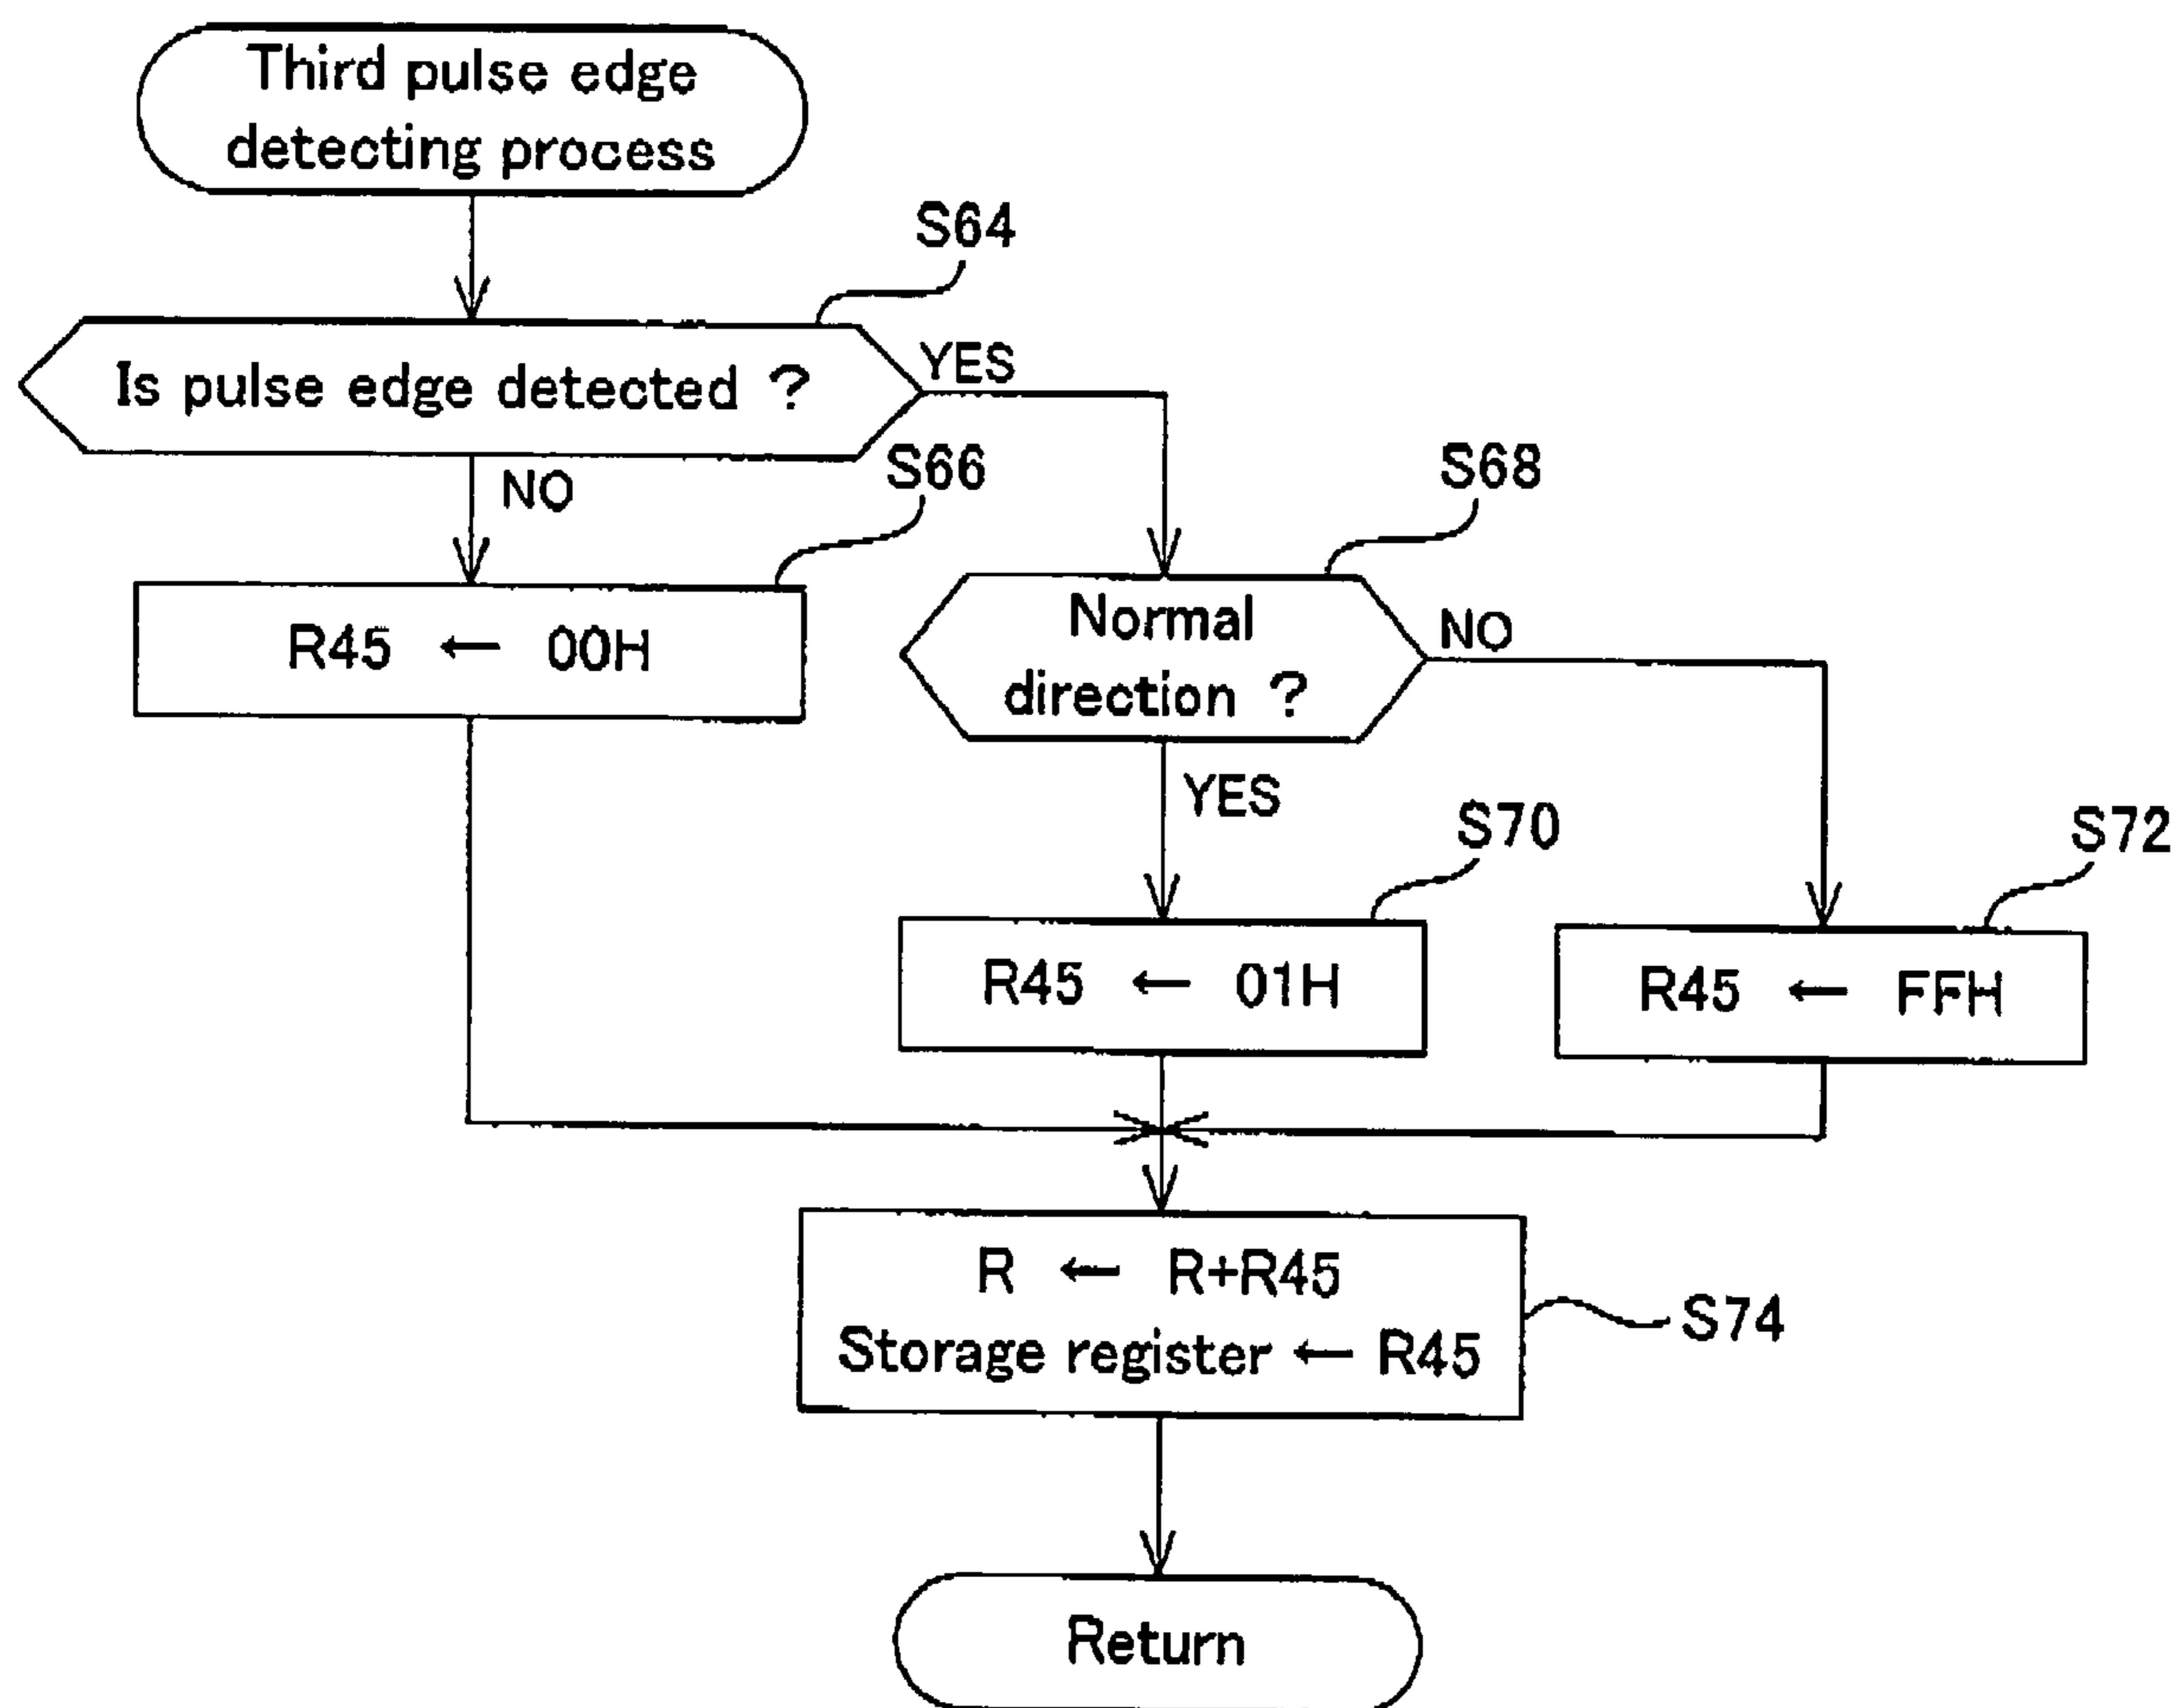 Third pulse edge
detecting process
S64
Is pulse edge detected ?
YES
NO
S66
S68
R45 ← 00H
Normal
direction ?
NO
YES
S70
S72
R45 ← 01H
R45 ← FFH
R ← R+R45
Storage register ← R45
S74
Return